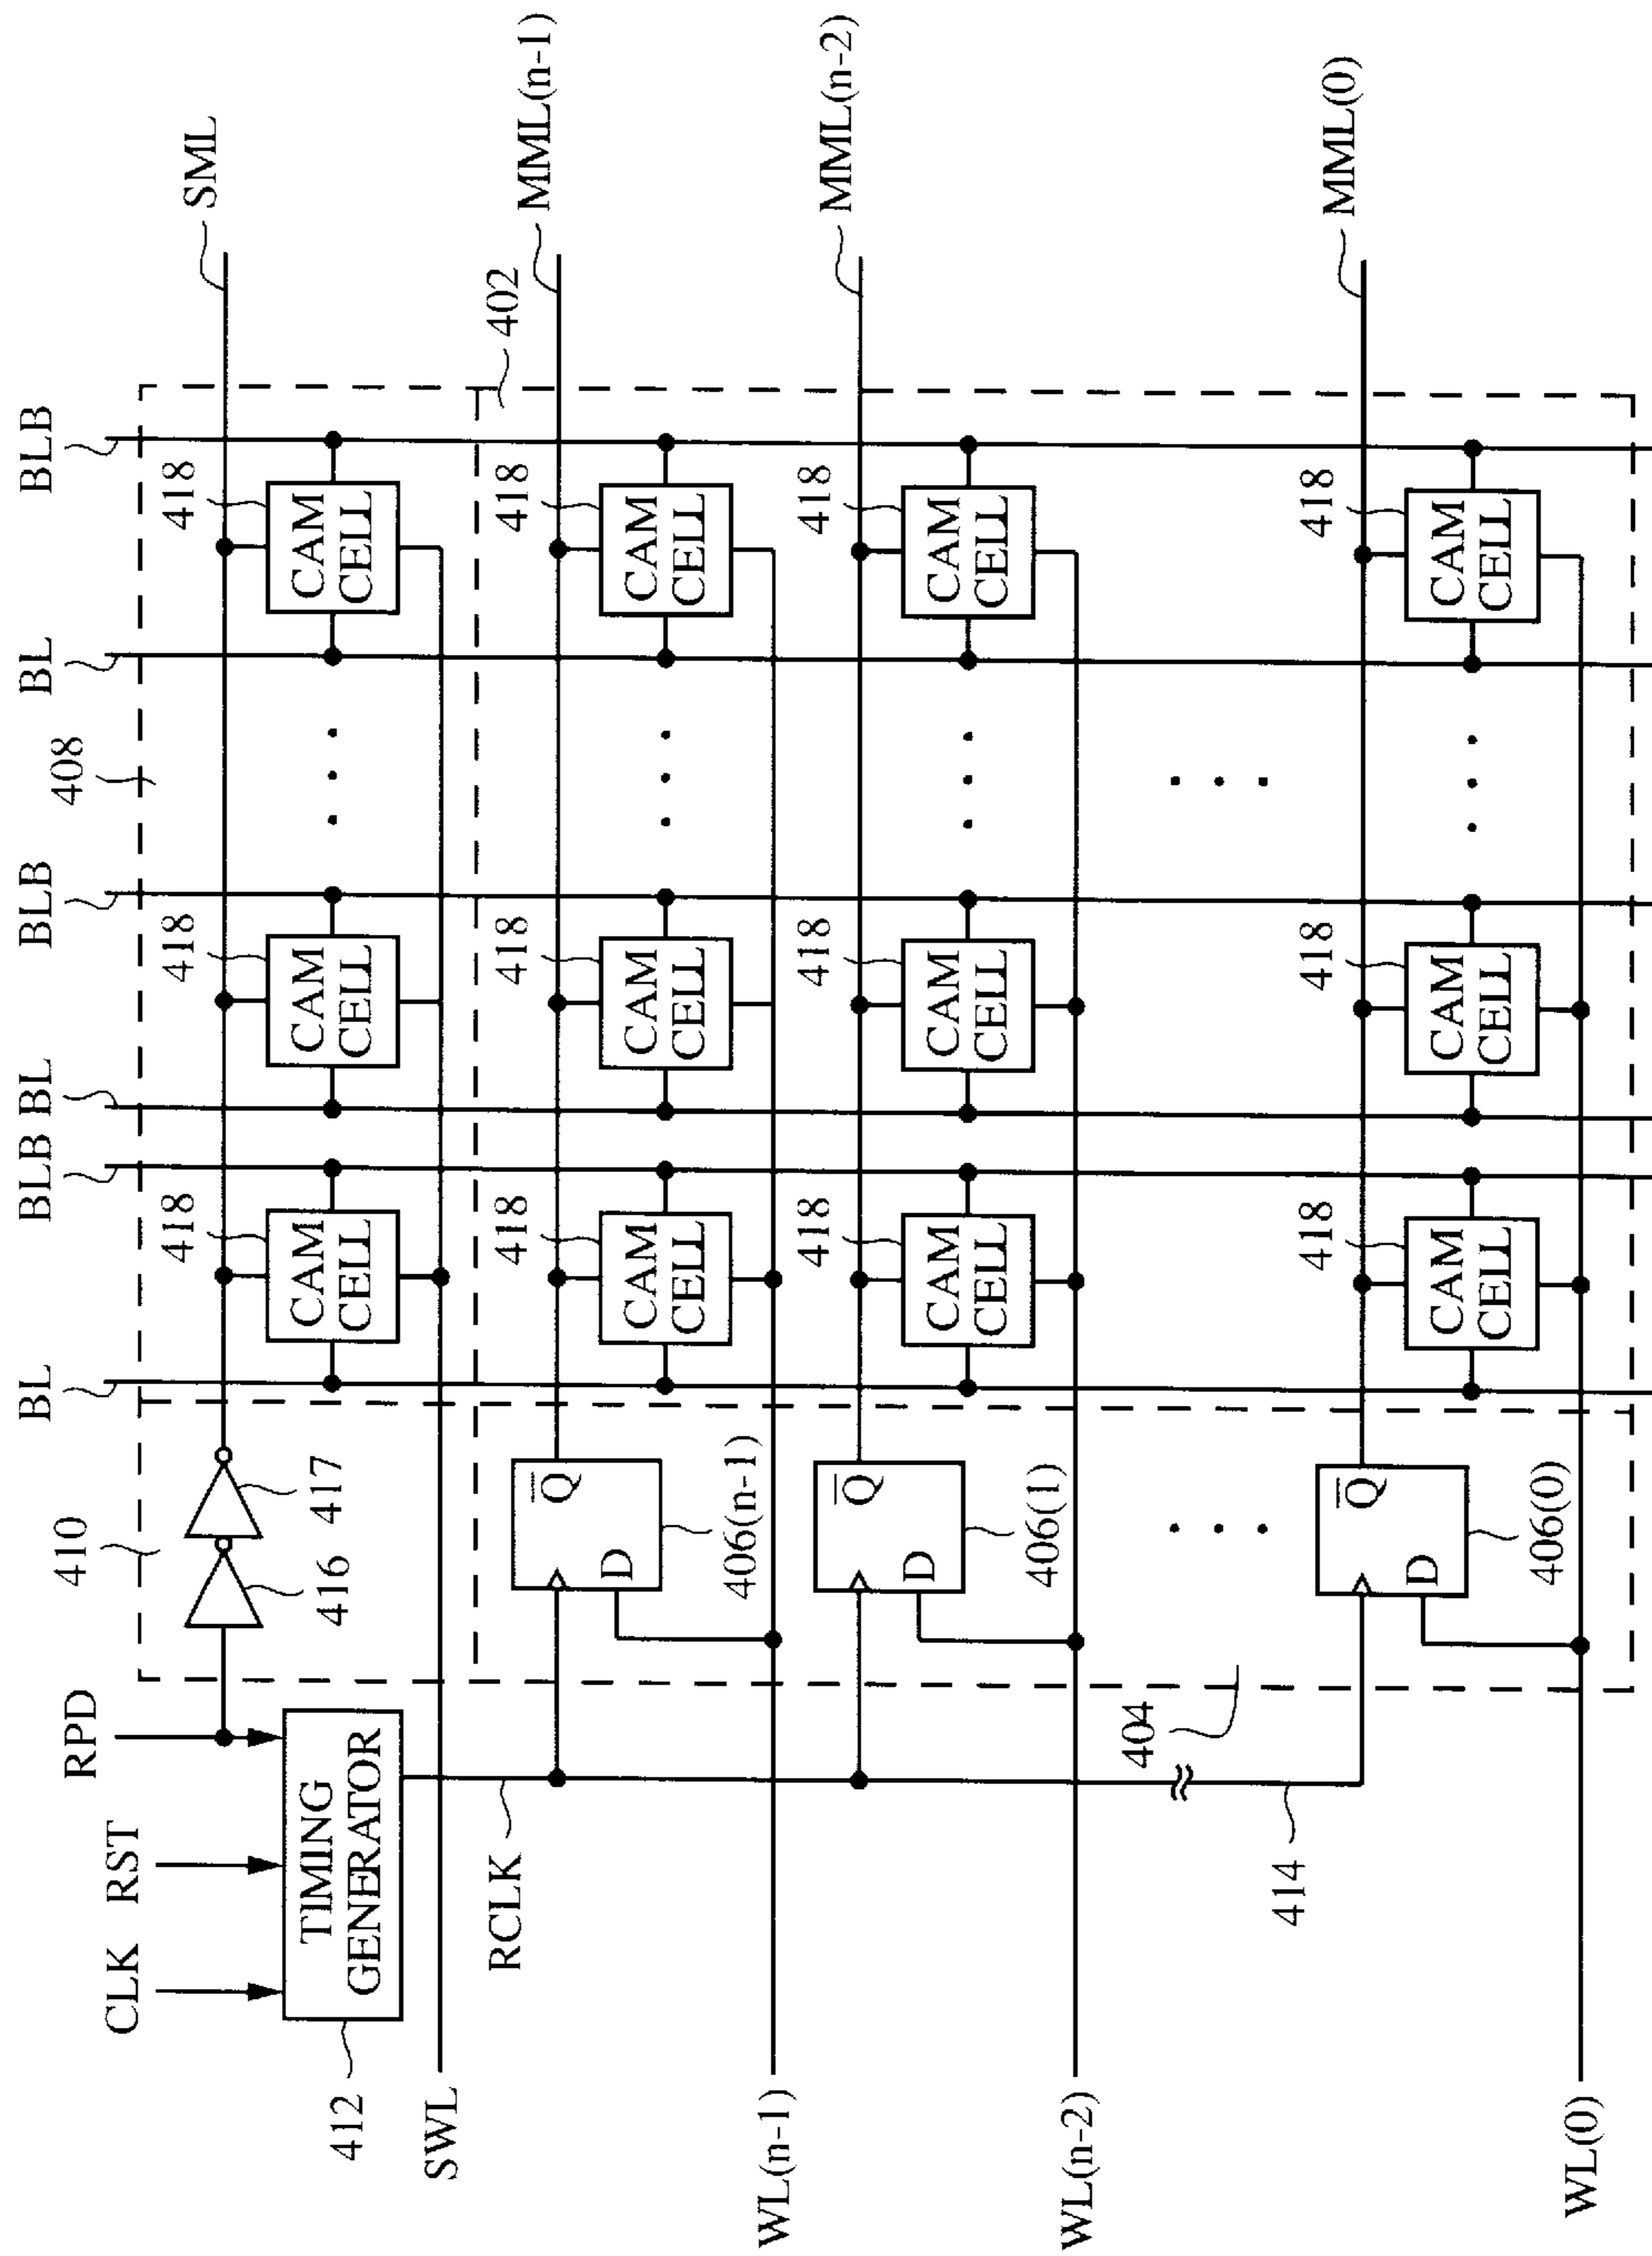 CLK RST
RPD
TIMING
GENERATOR
412
SWL
RCLK
414
404
410
416
417
408
402
BL
BLB
BL
BLB
BL
BLB
SML
418
CAM
CELL
418
CAM
CELL
418
CAM
CELL
MML(n-1)
Q̅
D
406(n-1)
418
CAM
CELL
418
CAM
CELL
418
CAM
CELL
WL(n-1)
MML(n-2)
Q̅
D
406(1)
418
CAM
CELL
418
CAM
CELL
418
CAM
CELL
WL(n-2)
MML(0)
Q̅
D
406(0)
418
CAM
CELL
418
CAM
CELL
418
CAM
CELL
WL(0)